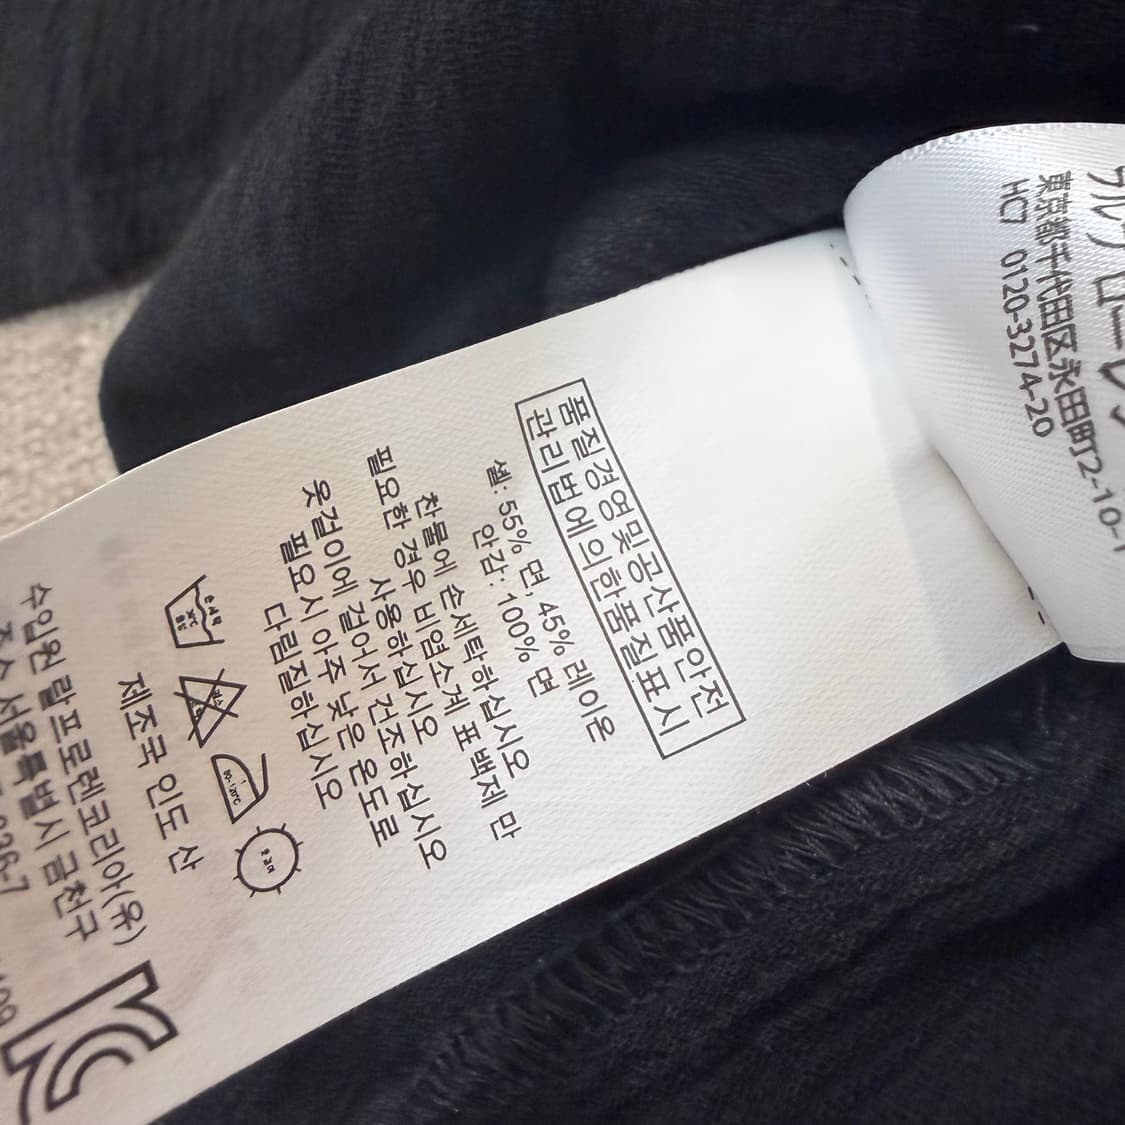 품질경영및공산품안전
관리법에의한품질표시
셸: 55% 면, 45% 레이온
안감: 100% 면
찬물에 손세탁하십시오
필요한 경우 비염소계 표백제 만
사용하십시오
옷걸이에 걸어서 건조하십시오
필요시 아주 낮은 온도로
다림질하십시오
제조국 인도산
수입원 랄프로렌코리아(유)
주소 서울특별시 금천구
東京都千代田区永田町2-10-1
0120-3274-20